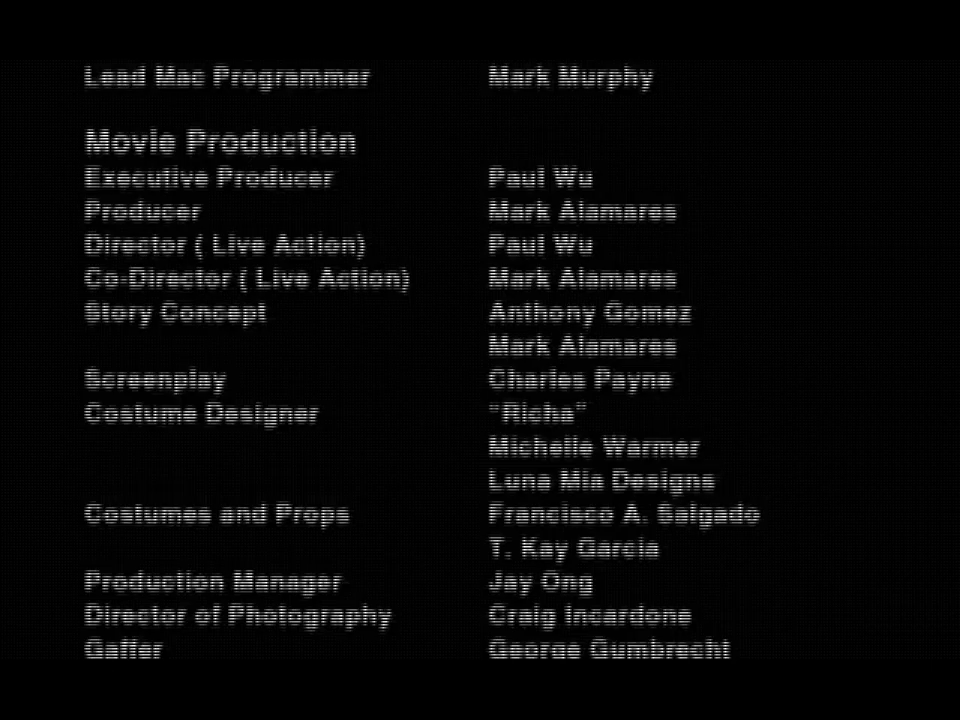 Lead Mac Programmer Mark Murphy
Movie Production
Executive Producer Paul Wu
Producer Mark Alamares
Director ( Live Action) Paul Wu
Co-Director ( Live Action) Mark Alamares
Story Concept Anthony Gomez
Mark Alamares
Screenplay Charles Payne
Costume Designer "Richa"
Michelle Warmer
Luna Mia Designs
Costumes and Props Francisco A. Salgado
T. Kay Garcia
Production Manager Jay Ong
Director of Photography Craig Incardone
Gaffer George Gumbrecht